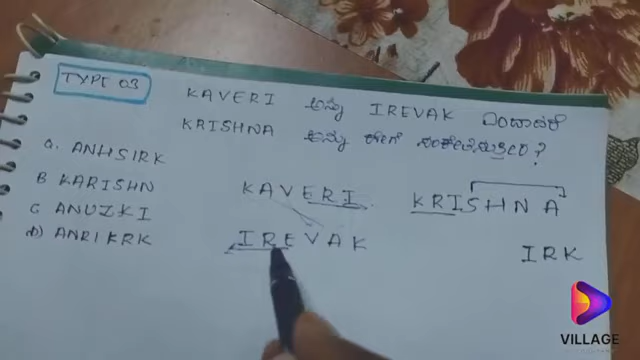 TYPE 03
KAVERI ಅನ್ನು IREVAK ಎಂದಾದರೆ
KRISHNA ಅನ್ನು ಹೇಗೆ ಸಂಕೇತಿಸುತ್ತೀರಿ?
a. ANHSIRK
B KARISHN
C ANUZKI
D) ANRIKRK
KAVERI
KRISHNA
IREVAK
IRK
VILLAGE